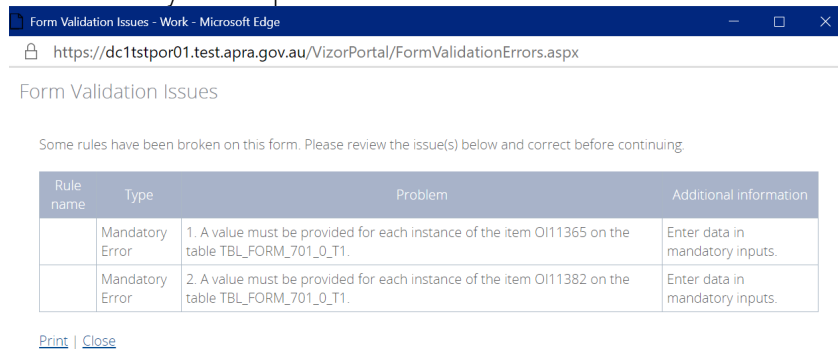 Form Validation Issues - Work - Microsoft Edge
https://dc1tstpor01.test.apra.gov.au/VizorPortal/FormValidationErrors.aspx
Form Validation Issues
Some rules have been broken on this form. Please review the issue(s) below and correct before continuing.
Rule name Type Problem Additional information
Mandatory Error 1. A value must be provided for each instance of the item OI11365 on the table TBL_FORM_701_0_T1. Enter data in mandatory inputs.
Mandatory Error 2. A value must be provided for each instance of the item OI11382 on the table TBL_FORM_701_0_T1. Enter data in mandatory inputs.
Print | Close